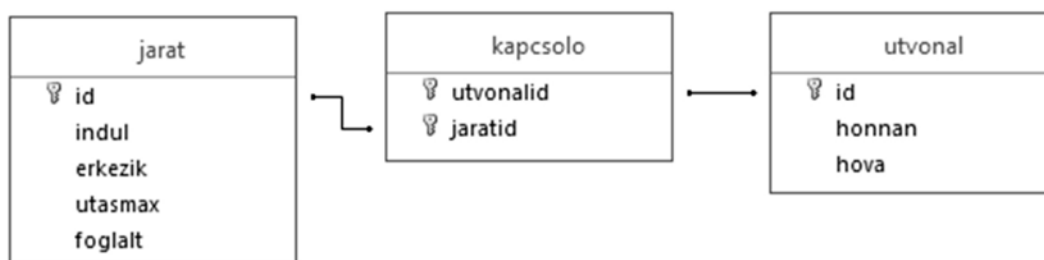 jarat
id
indul
erkezik
utasmax
foglalt
kapcsolo
utvonalid
jaratid
utvonal
id
honnan
hova